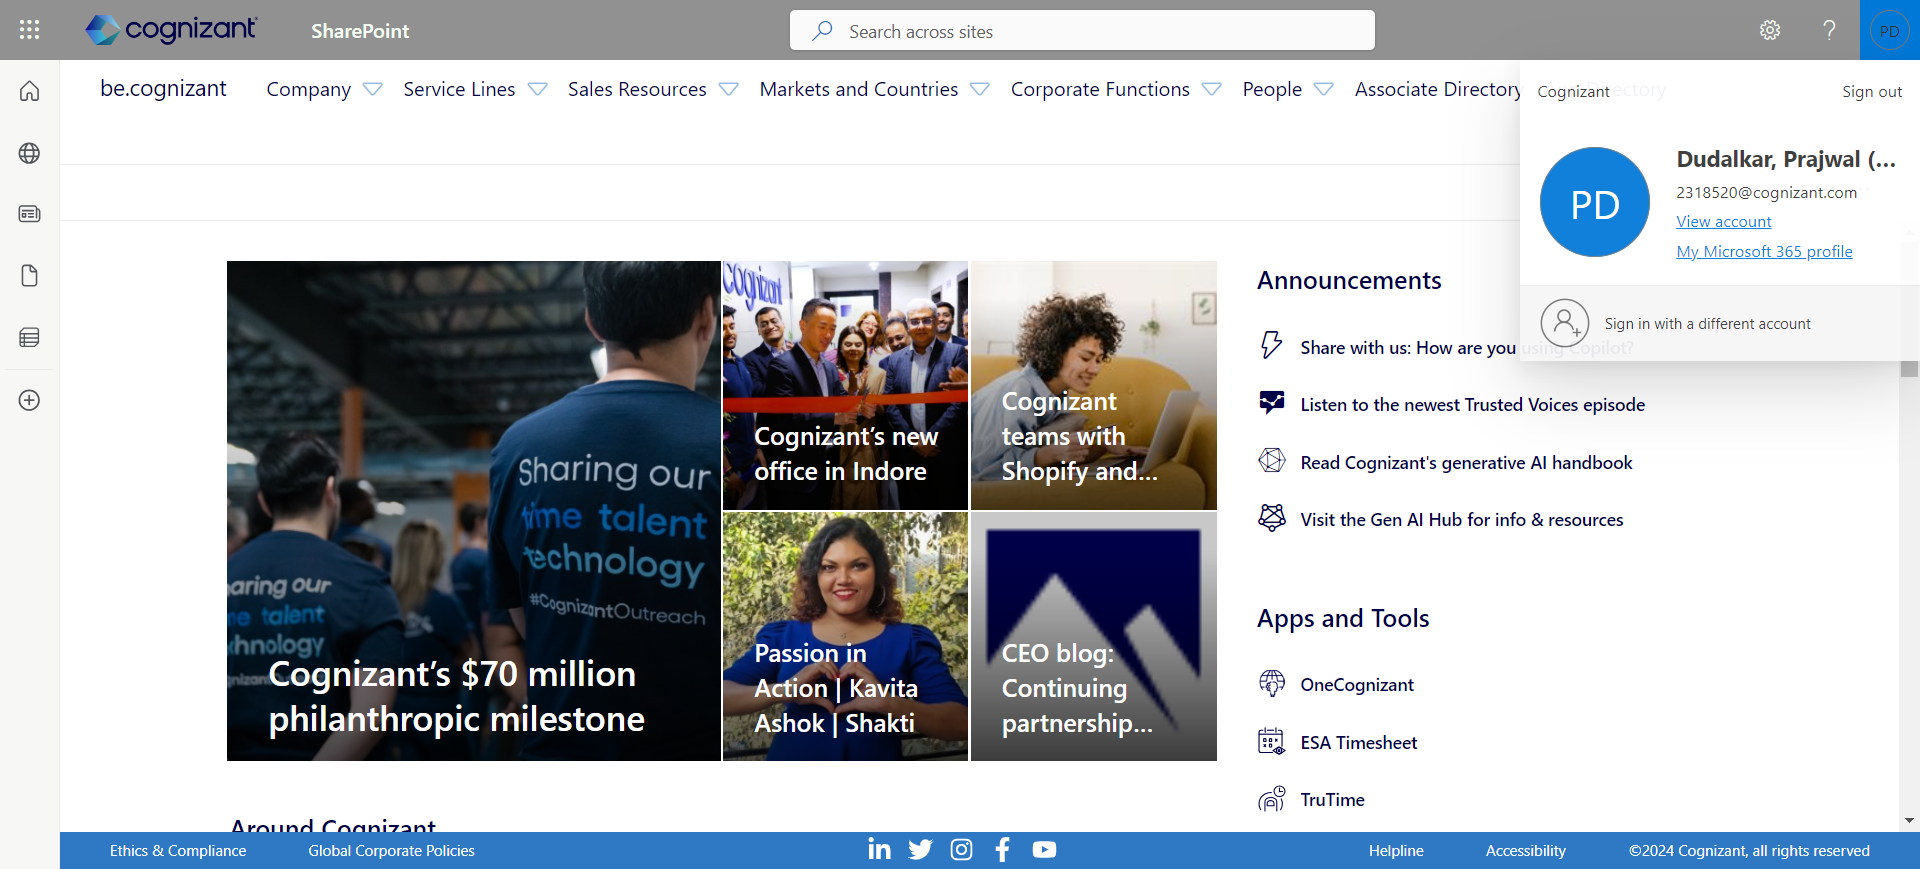 cognizant
SharePoint
Search across sites
PD
be.cognizant
Company
Service Lines
Sales Resources
Markets and Countries
Corporate Functions
People
Associate Directory
Cognizant
Sign out
PD
Dudalkar, Prajwal (...
2318520@cognizant.com
View account
My Microsoft 365 profile
Sign in with a different account
cognizant
Sharing our
time talent
technology
#CognizantOutreach
aring our
me talent
hnology
Cognizant’s $70 million
philanthropic milestone
Cognizant’s new
office in Indore
Cognizant
teams with
Shopify and...
Passion in
Action | Kavita
Ashok | Shakti
CEO blog:
Continuing
partnership...
Announcements
Share with us: How are you using Copilot?
Listen to the newest Trusted Voices episode
Read Cognizant's generative AI handbook
Visit the Gen AI Hub for info & resources
Apps and Tools
OneCognizant
ESA Timesheet
TruTime
Around Cognizant
Ethics & Compliance
Global Corporate Policies
Helpline
Accessibility
©2024 Cognizant, all rights reserved